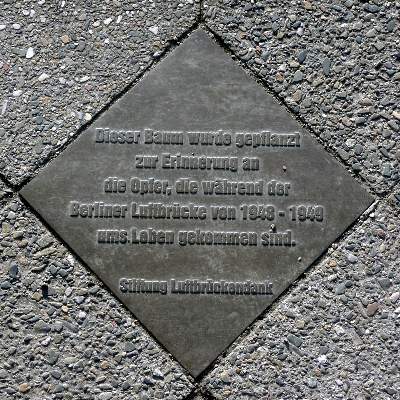 Dieser Baum wurde gepflanzt
zur Erinnerung an
die Opfer, die während der
Berliner Luftbrücke von 1948 - 1949
ums Leben gekommen sind.
Stiftung Luftbrückendank